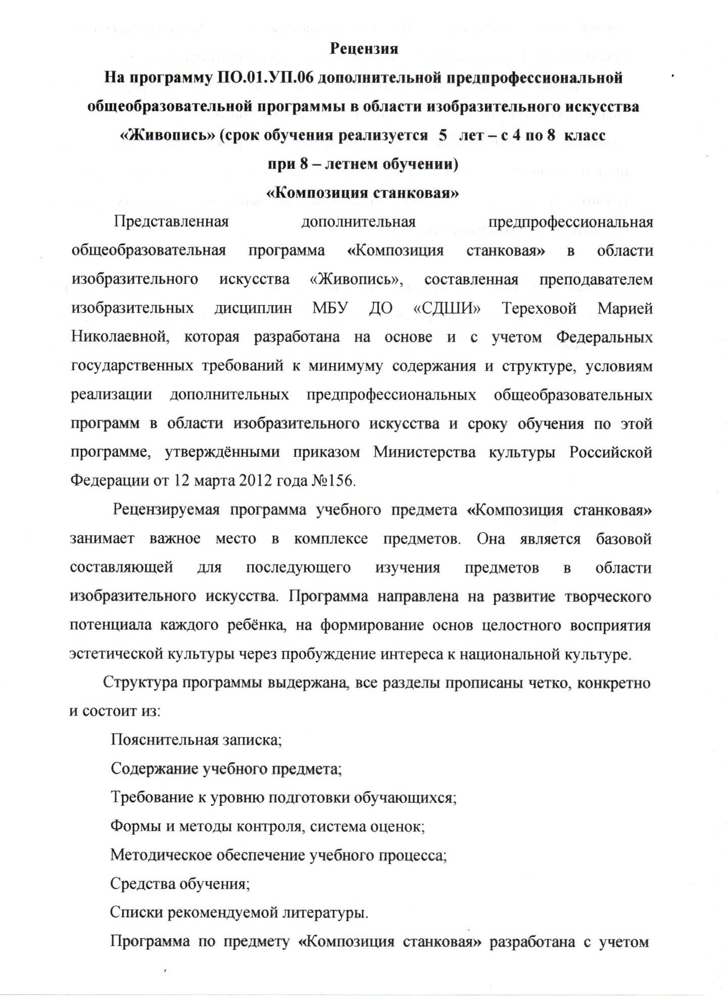 Рецензия
На программу ПО.01.УП.06 дополнительной предпрофессиональной
общеобразовательной программы в области изобразительного искусства
«Живопись» (срок обучения реализуется 5 лет – с 4 по 8 класс
при 8 – летнем обучении)
«Композиция станковая»
Представленная дополнительная предпрофессиональная
общеобразовательная программа «Композиция станковая» в области
изобразительного искусства «Живопись», составленная преподавателем
изобразительных дисциплин МБУ ДО «СДШИ» Тереховой Марией
Николаевной, которая разработана на основе и с учетом Федеральных
государственных требований к минимуму содержания и структуре, условиям
реализации дополнительных предпрофессиональных общеобразовательных
программ в области изобразительного искусства и сроку обучения по этой
программе, утверждёнными приказом Министерства культуры Российской
Федерации от 12 марта 2012 года №156.
Рецензируемая программа учебного предмета «Композиция станковая»
занимает важное место в комплексе предметов. Она является базовой
составляющей для последующего изучения предметов в области
изобразительного искусства. Программа направлена на развитие творческого
потенциала каждого ребёнка, на формирование основ целостного восприятия
эстетической культуры через пробуждение интереса к национальной культуре.
Структура программы выдержана, все разделы прописаны четко, конкретно
и состоит из:
Пояснительная записка;
Содержание учебного предмета;
Требование к уровню подготовки обучающихся;
Формы и методы контроля, система оценок;
Методическое обеспечение учебного процесса;
Средства обучения;
Списки рекомендуемой литературы.
Программа по предмету «Композиция станковая» разработана с учетом